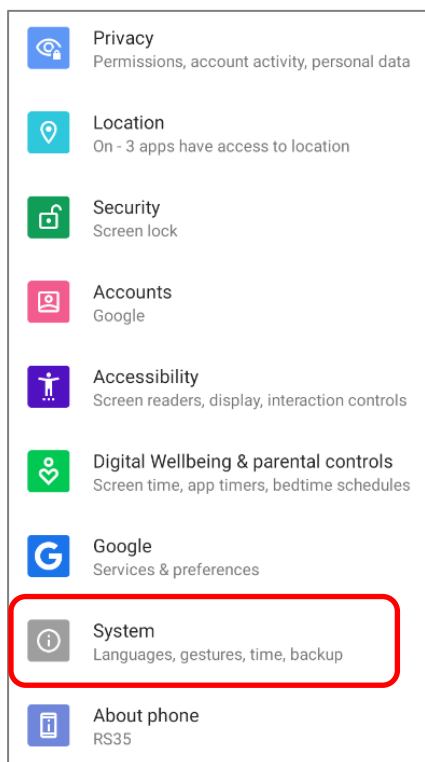 Privacy
Permissions, account activity, personal data
Location
On - 3 apps have access to location
Security
Screen lock
Accounts
Google
Accessibility
Screen readers, display, interaction controls
Digital Wellbeing & parental controls
Screen time, app timers, bedtime schedules
G
Google
Services & preferences
System
Languages, gestures, time, backup
About phone
RS35